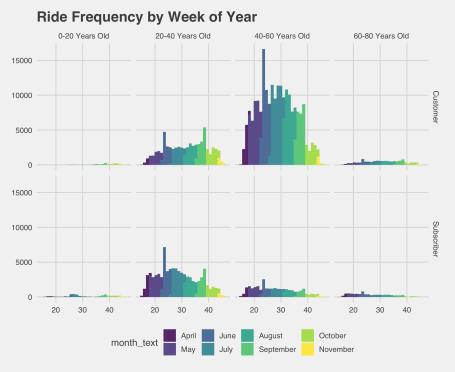 Ride Frequency by Week of Year
0-20 Years Old 20-40 Years Old 40-60 Years Old 60-80 Years Old
15000
10000
5000
0
Customer
15000
10000
5000
0
Subscriber
20 30 40 20 30 40 20 30 40 20 30 40
month_text
April June August October
May July September November